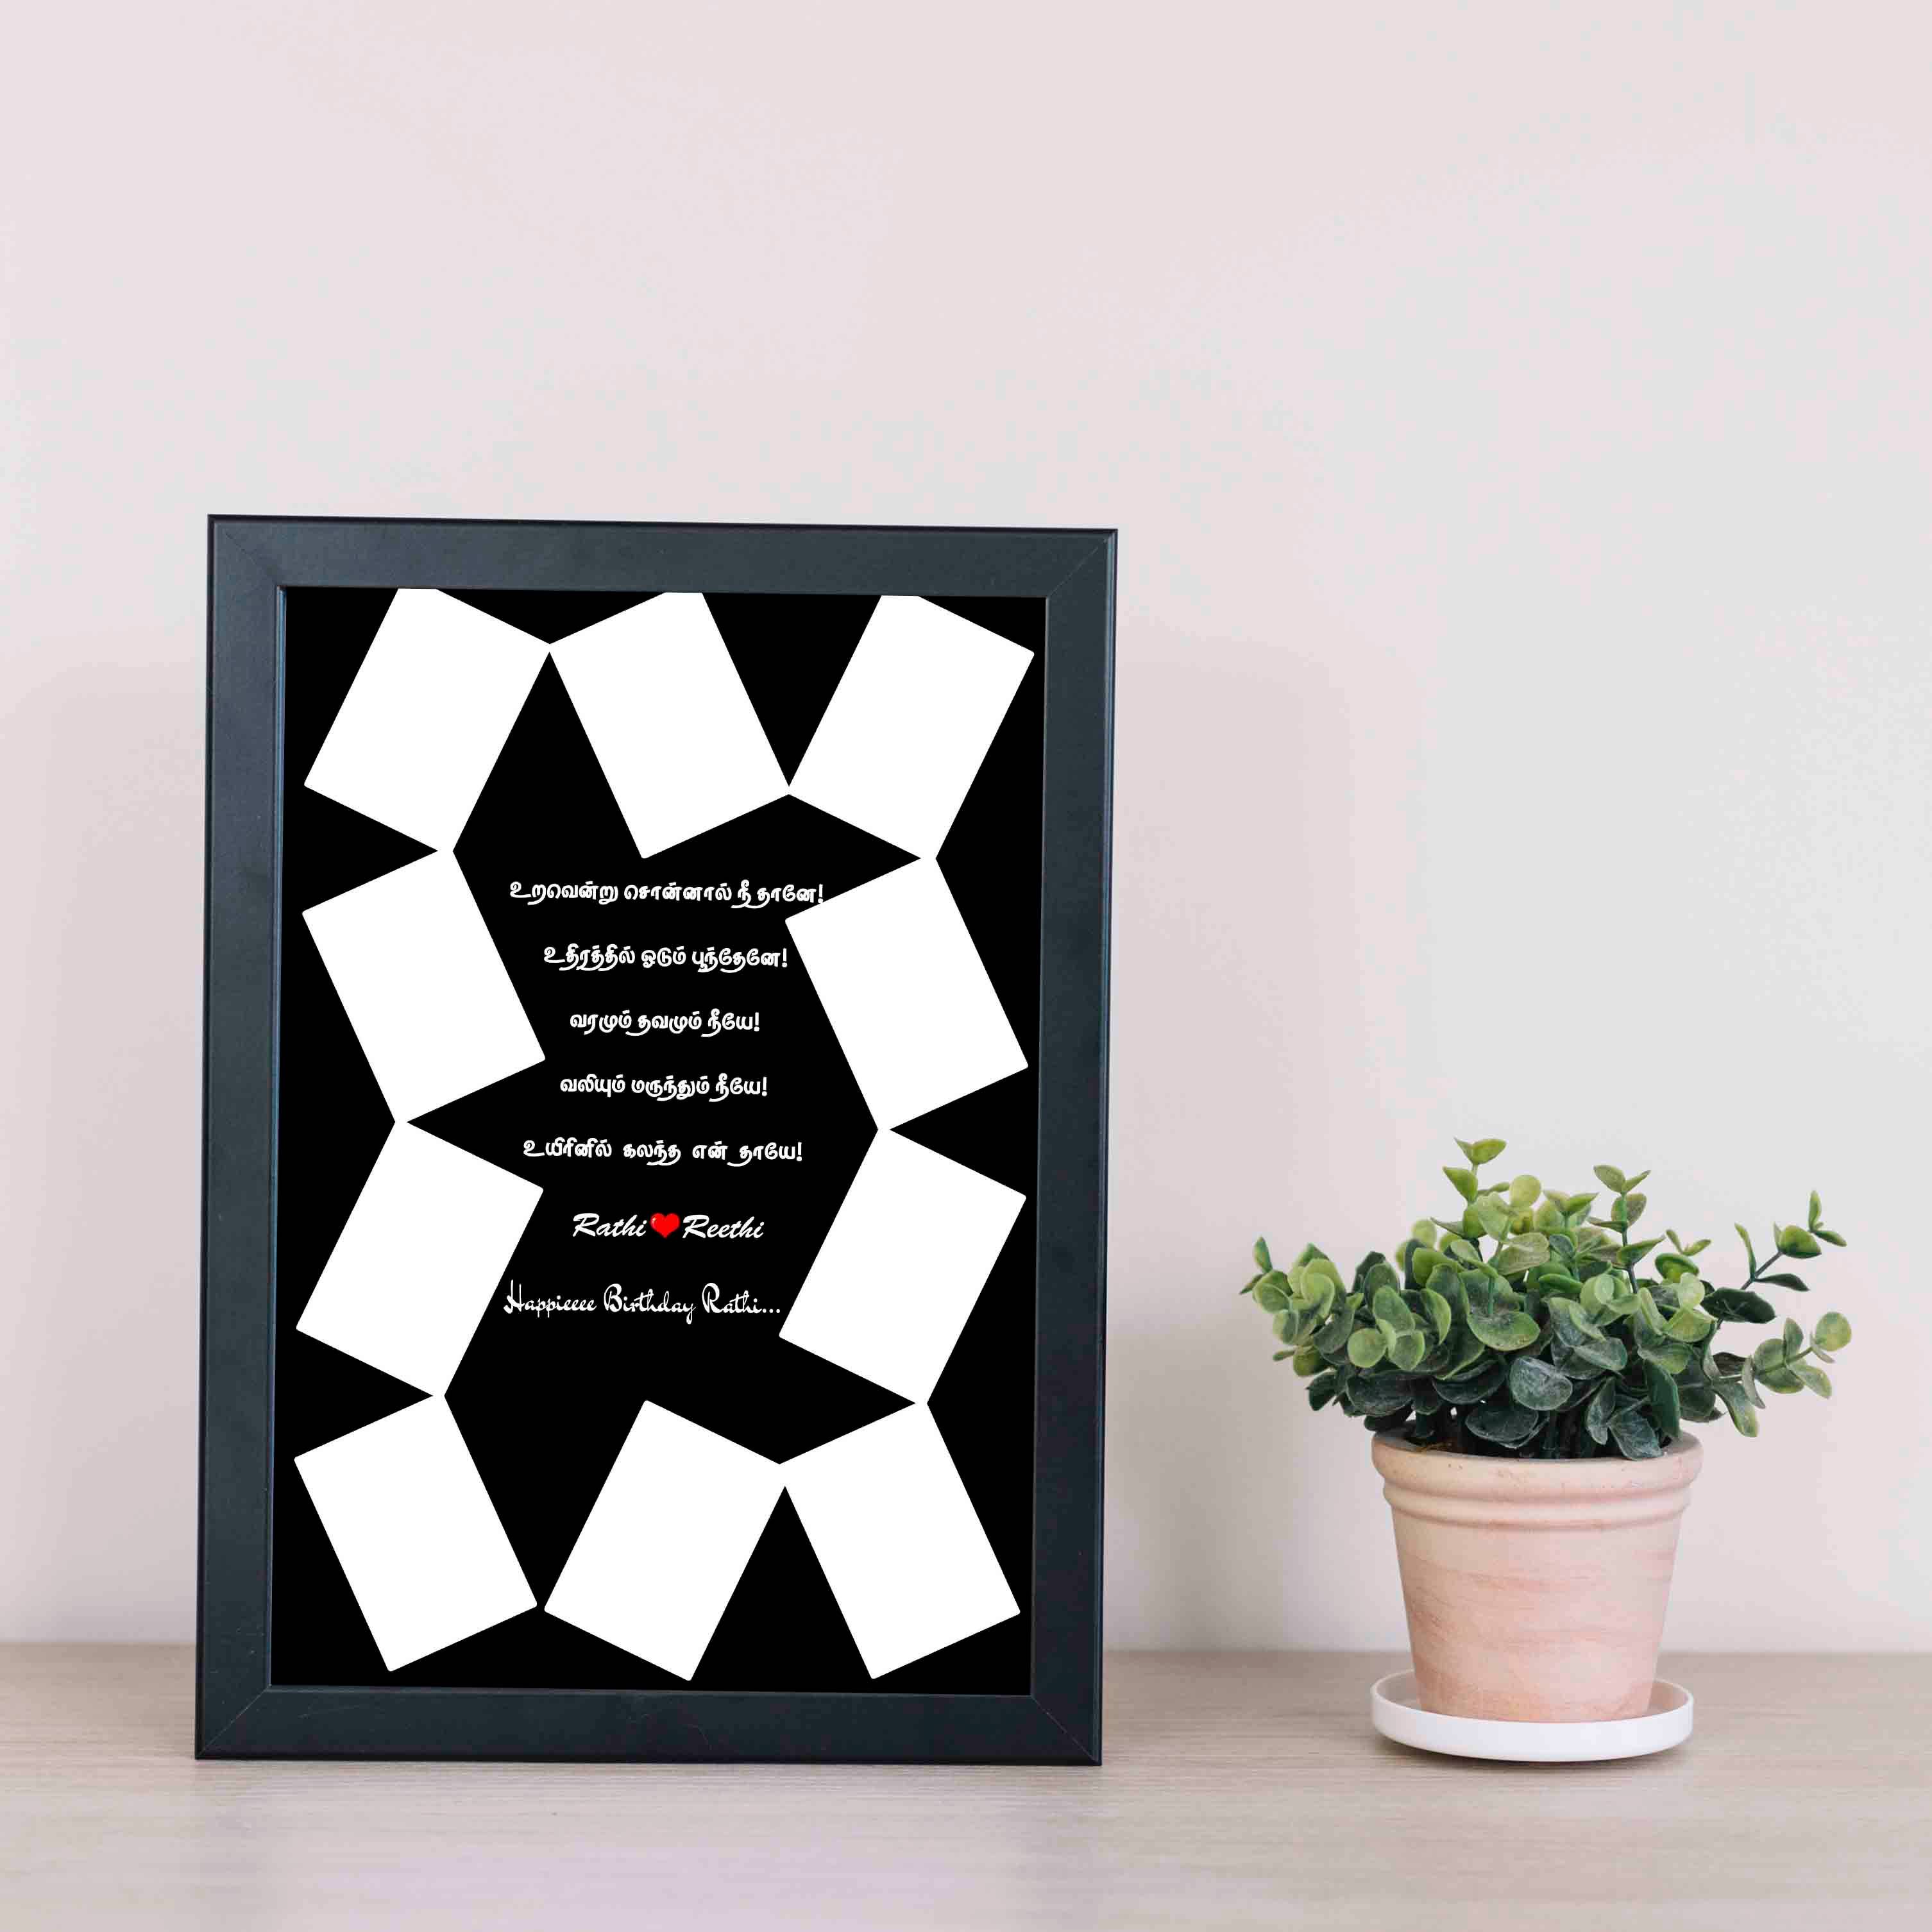 உறவென்று சொன்னால் நீ தானே!
உதிரத்தில் ஓடும் பூந்தேனே!
வரமும் தவமும் நீயே!
வலியும் மருந்தும் நீயே!
உயிரினில் கலந்த என் தாயே!
Rathi❤Reethi
Happieeee Birthday Rathi...